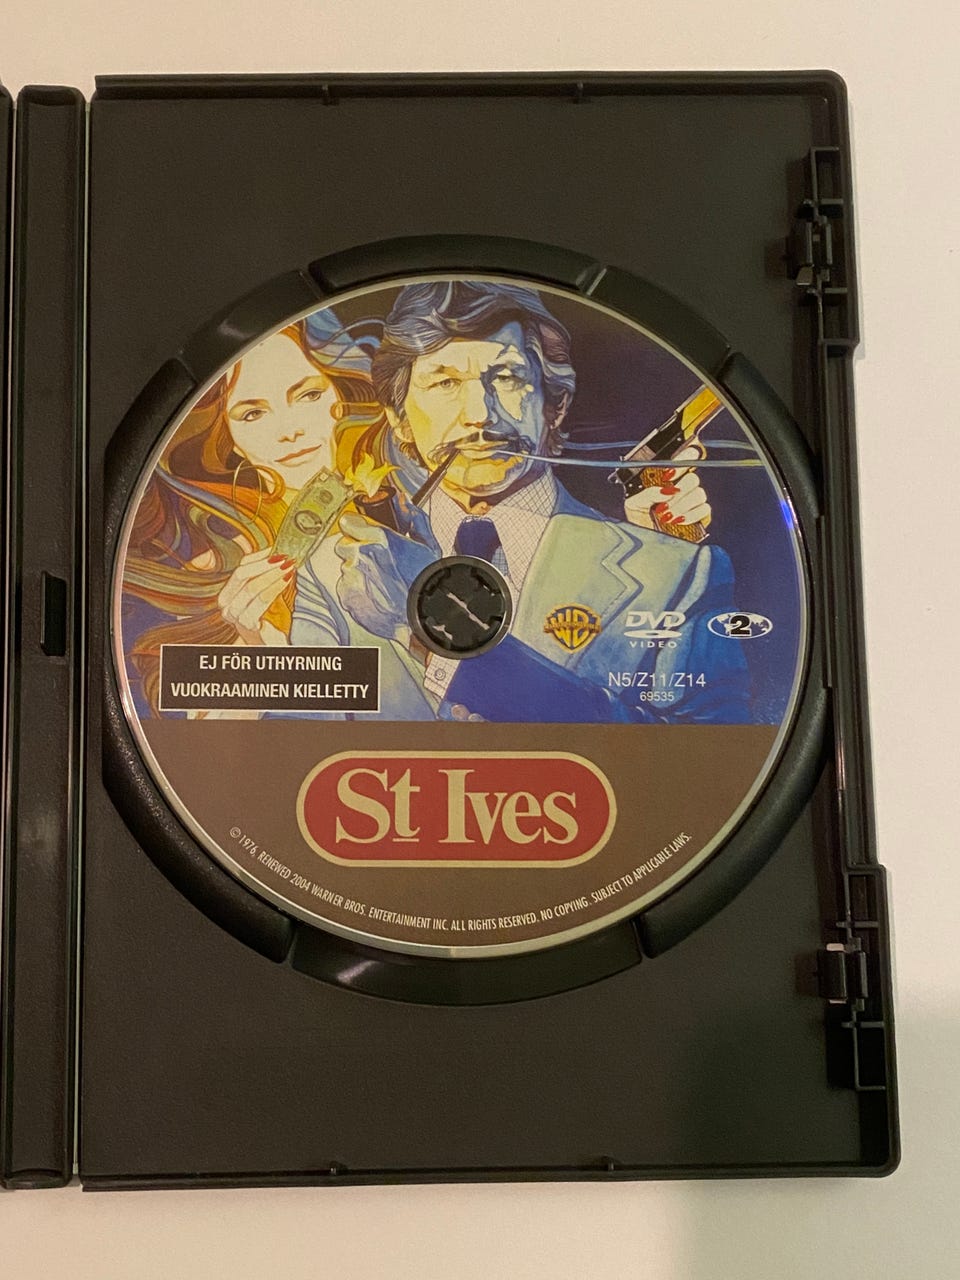 EJ FÖR UTHYRNING
VUOKRAAMINEN KIELLETTY
DVD
VIDEO
2
N5/Z11/Z14
69535
St Ives
© 1976, RENEWED 2004 WARNER BROS. ENTERTAINMENT INC. ALL RIGHTS RESERVED. NO COPYING. SUBJECT TO APPLICABLE LAWS.